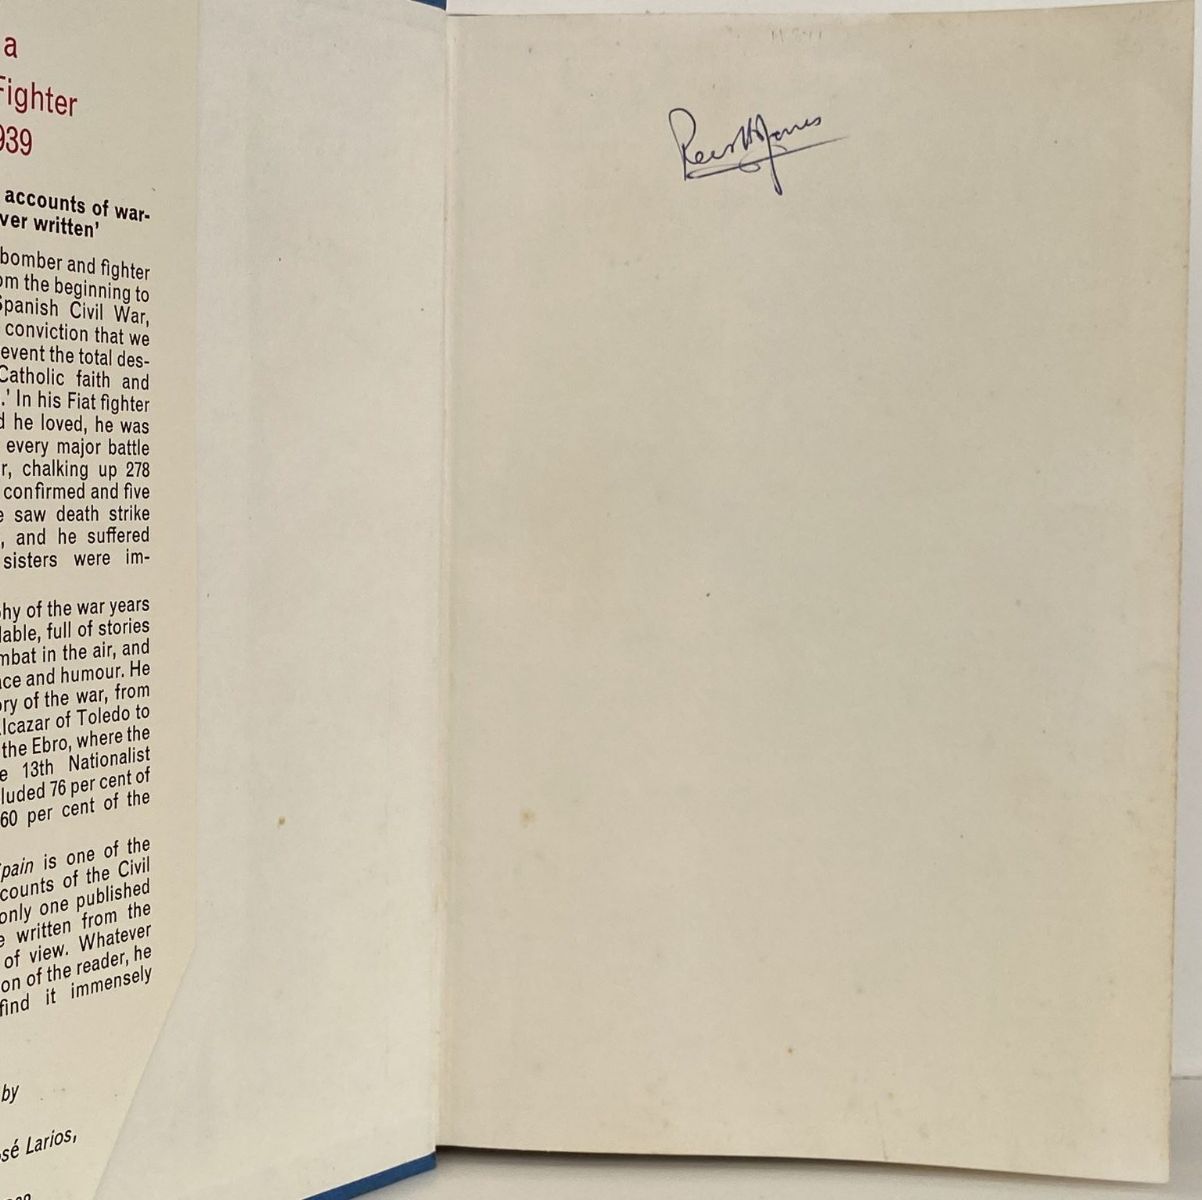 a
Fighter
939
accounts of war-
ver written'
bomber and fighter
om the beginning to
Spanish Civil War,
conviction that we
event the total des-
Catholic faith and
.' In his Fiat fighter
d he loved, he was
every major battle
r, chalking up 278
confirmed and five
e saw death strike
, and he suffered
sisters were im-
hy of the war years
lable, full of stories
mbat in the air, and
ce and humour. He
ory of the war, from
lcazar of Toledo to
the Ebro, where the
e 13th Nationalist
luded 76 per cent of
60 per cent of the
pain is one of the
counts of the Civil
only one published
e written from the
of view. Whatever
on of the reader, he
find it immensely
by
sé Larios,